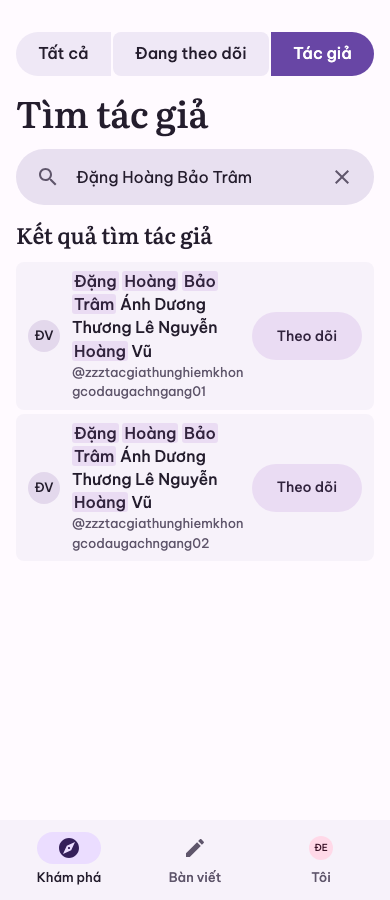 Tất cả
Đang theo dõi
Tác giả
Tìm tác giả
Đặng Hoàng Bảo Trâm
Kết quả tìm tác giả
ĐV
Đặng Hoàng Bảo
Trâm Ánh Dương
Thương Lê Nguyễn
Hoàng Vũ
@zzztacgiathunghiemkhon
gcodaugachngang01
Theo dõi
ĐV
Đặng Hoàng Bảo
Trâm Ánh Dương
Thương Lê Nguyễn
Hoàng Vũ
@zzztacgiathunghiemkhon
gcodaugachngang02
Theo dõi
Khám phá
Bàn viết
ĐE
Tôi